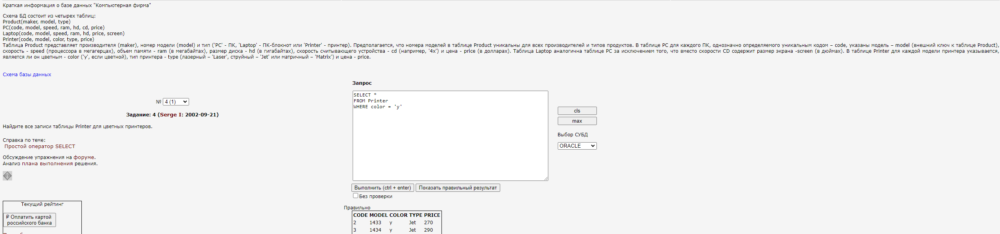 Краткая информация о базе данных "Компьютерная фирма"
Схема БД состоит из четырех таблиц:
Product(maker, model, type)
PC(code, model, speed, ram, hd, cd, price)
Laptop(code, model, speed, ram, hd, price, screen)
Printer(code, model, color, type, price)
Таблица Product представляет производителя (maker), номер модели (model) и тип ('PC' - ПК, 'Laptop' - ПК-блокнот или 'Printer' - принтер). Предполагается, что номера моделей в таблице Product уникальны для всех производителей и типов продуктов. В таблице PC для каждого ПК, однозначно определяемого уникальным кодом – code, указаны модель – model (внешний ключ к таблице Product),
скорость - speed (процессора в мегагерцах), объем памяти - ram (в мегабайтах), размер диска - hd (в гигабайтах), скорость считывающего устройства - cd (например, '4x') и цена - price (в долларах). Таблица Laptop аналогична таблице РС за исключением того, что вместо скорости CD содержит размер экрана -screen (в дюймах). В таблице Printer для каждой модели принтера указывается,
является ли он цветным - color ('y', если цветной), тип принтера - type (лазерный – 'Laser', струйный – 'Jet' или матричный – 'Matrix') и цена - price.
Схема базы данных
№ 4 (1)
Задание: 4 (Serge I: 2002-09-21)
Найдите все записи таблицы Printer для цветных принтеров.
Справка по теме:
Простой оператор SELECT
Обсуждение упражнения на форуме.
Анализ плана выполнения решения.
Текущий рейтинг
₽ Оплатить картой
российского банка
Запрос
SELECT *
FROM Printer
WHERE color = 'y'
cls
max
Выбор СУБД
ORACLE
Выполнить (ctrl + enter) Показать правильный результат
Без проверки
Правильно
CODE MODEL COLOR TYPE PRICE
2 1433 y Jet 270
3 1434 y Jet 290